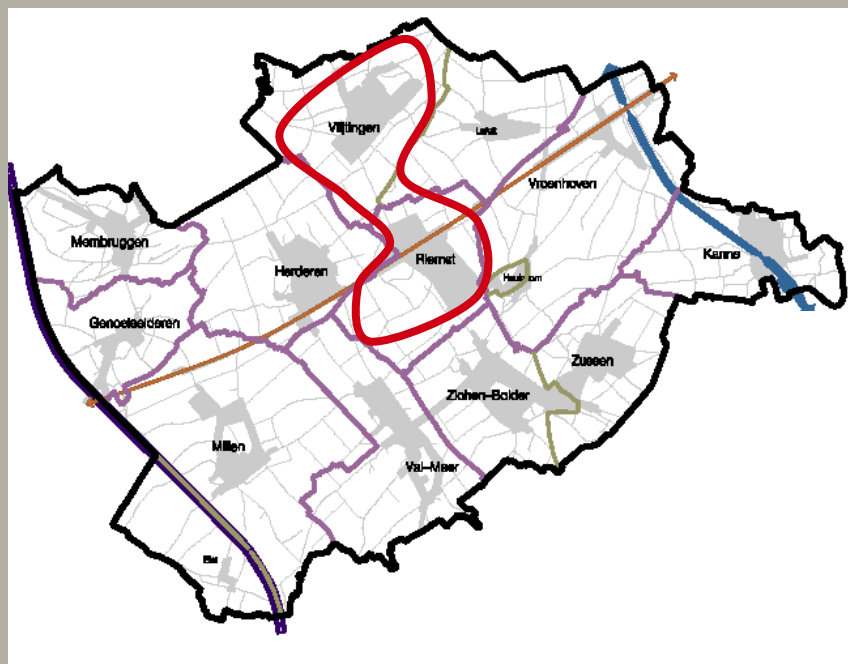 Vlijtingen
Lafelt
Vroenhoven
Membruggen
Kanne
Herderen
Riemst
Genoelselderen
Zussen
Zichen-Bolder
Millen
Val-Meer